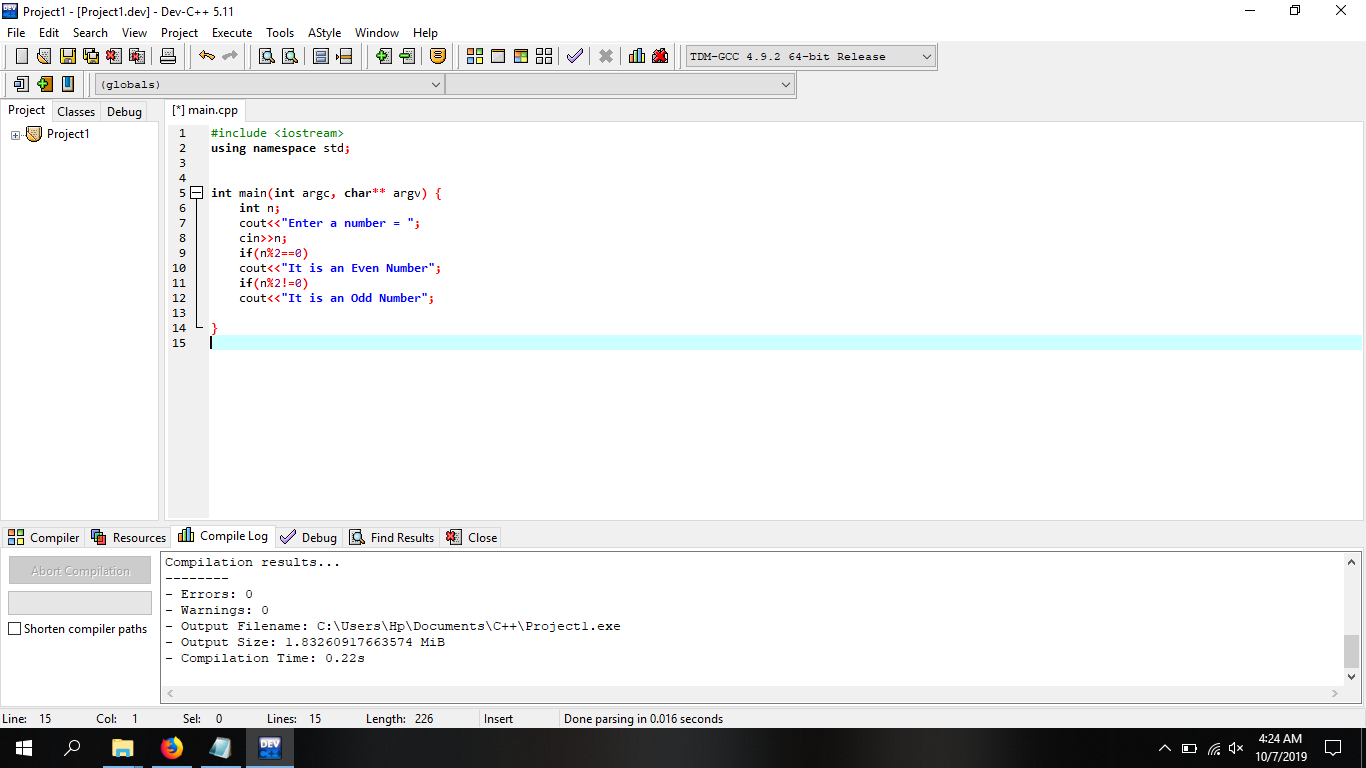 Project1 - [Project1.dev] - Dev-C++ 5.11
File Edit Search View Project Execute Tools AStyle Window Help
TDM-GCC 4.9.2 64-bit Release
(globals)
Project Classes Debug
[*] main.cpp
Project1
1 #include <iostream>
2 using namespace std;
3
4
5 int main(int argc, char** argv) {
6 int n;
7 cout<<"Enter a number = ";
8 cin>>n;
9 if(n%2==0)
10 cout<<"It is an Even Number";
11 if(n%2!=0)
12 cout<<"It is an Odd Number";
13
14 }
15
Compiler Resources Compile Log Debug Find Results Close
Abort Compilation
Shorten compiler paths
Compilation results...
--------
- Errors: 0
- Warnings: 0
- Output Filename: C:\Users\Hp\Documents\C++\Project1.exe
- Output Size: 1.83260917663574 MiB
- Compilation Time: 0.22s
Line: 15 Col: 1 Sel: 0 Lines: 15 Length: 226 Insert Done parsing in 0.016 seconds
DEV
4:24 AM
10/7/2019